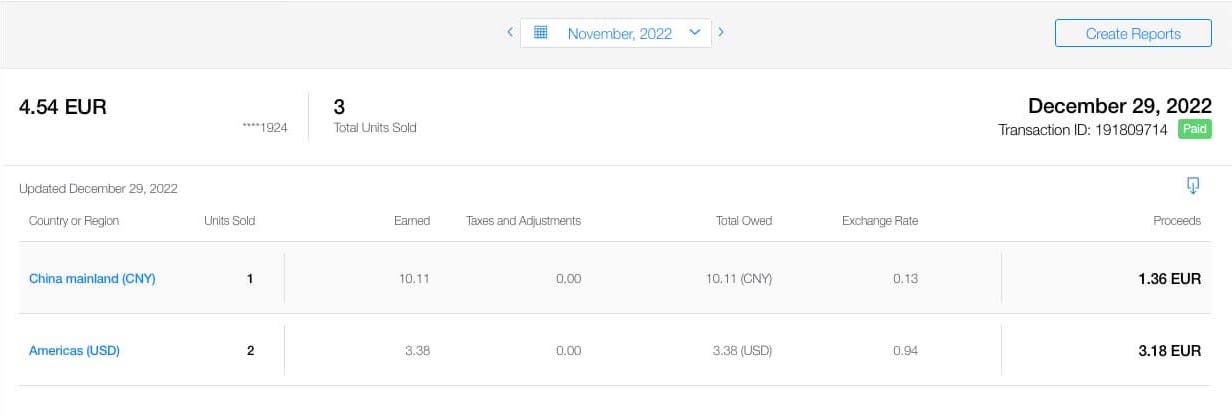 November, 2022
Create Reports
4.54 EUR
****1924
3
Total Units Sold
December 29, 2022
Transaction ID: 191809714 Paid
Updated December 29, 2022
Country or Region Units Sold Earned Taxes and Adjustments Total Owed Exchange Rate Proceeds
China mainland (CNY) 1 10.11 0.00 10.11 (CNY) 0.13 1.36 EUR
Americas (USD) 2 3.38 0.00 3.38 (USD) 0.94 3.18 EUR